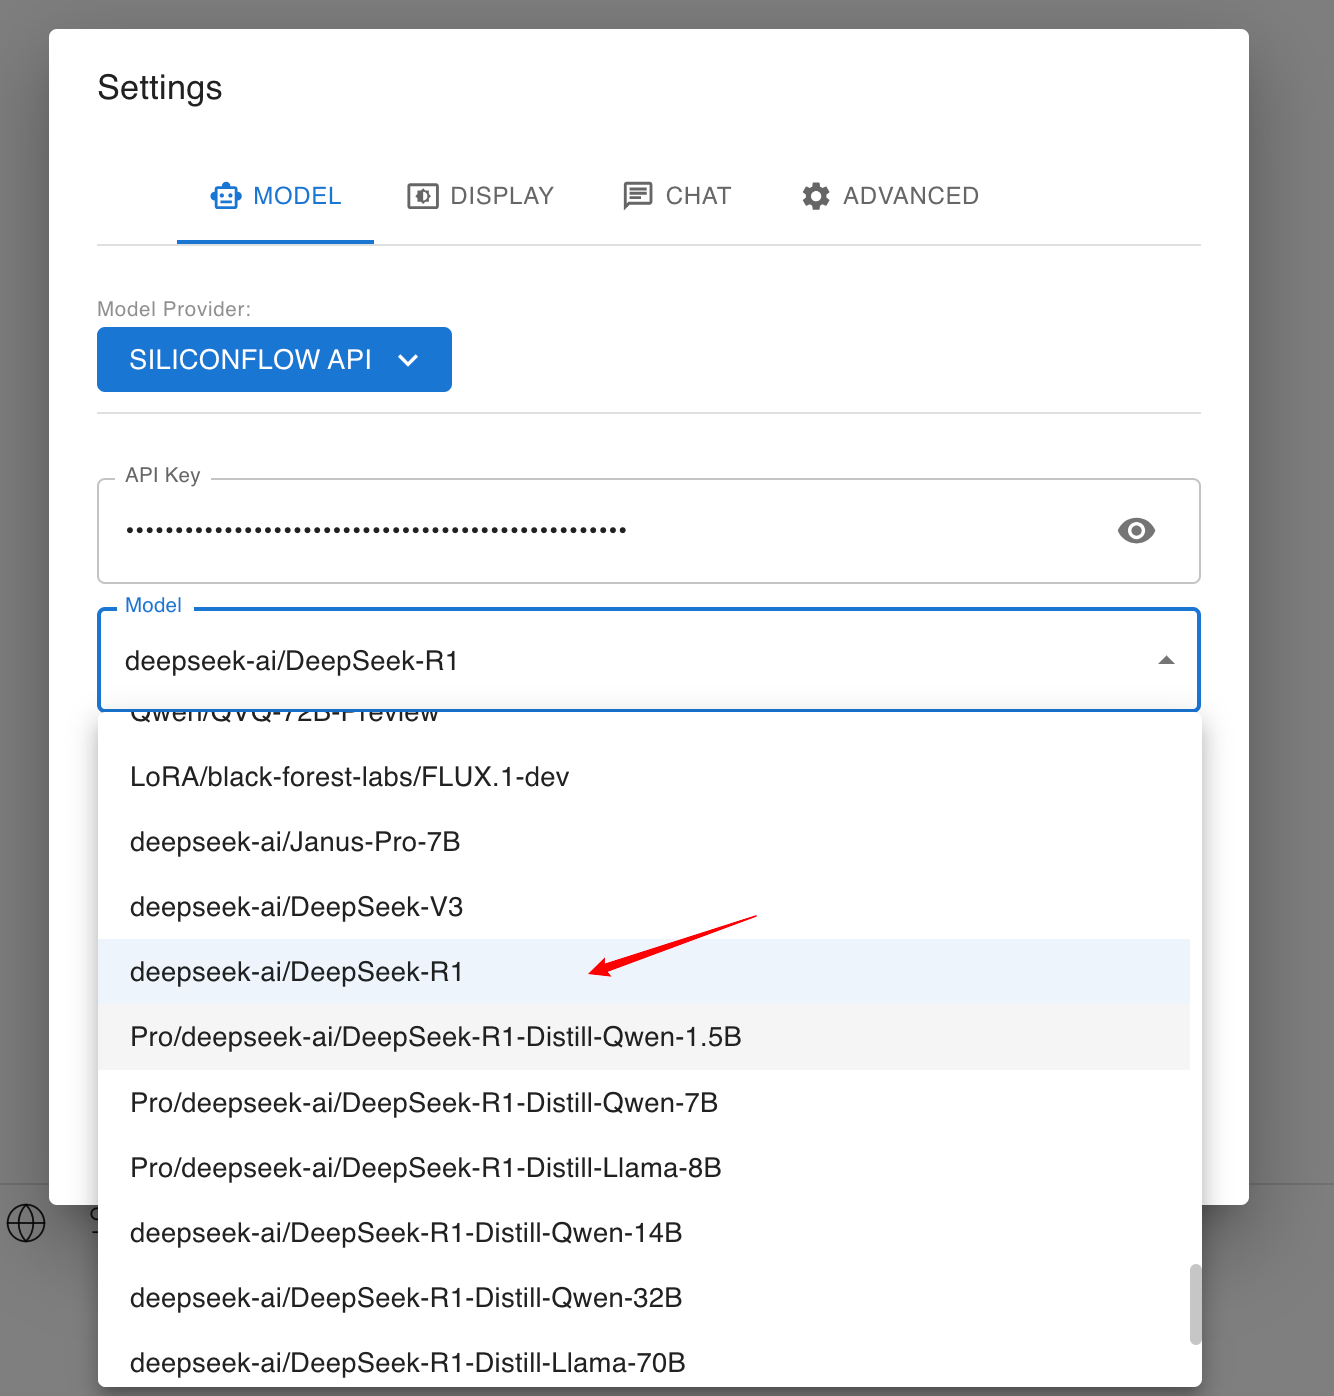 Settings
MODEL
DISPLAY
CHAT
ADVANCED
Model Provider:
SILICONFLOW API
API Key
••••••••••••••••••••••••••••••••••••••••••••••••••••
Model
deepseek-ai/DeepSeek-R1
Qwen/QVQ-72B-Preview
LoRA/black-forest-labs/FLUX.1-dev
deepseek-ai/Janus-Pro-7B
deepseek-ai/DeepSeek-V3
deepseek-ai/DeepSeek-R1
Pro/deepseek-ai/DeepSeek-R1-Distill-Qwen-1.5B
Pro/deepseek-ai/DeepSeek-R1-Distill-Qwen-7B
Pro/deepseek-ai/DeepSeek-R1-Distill-Llama-8B
deepseek-ai/DeepSeek-R1-Distill-Qwen-14B
deepseek-ai/DeepSeek-R1-Distill-Qwen-32B
deepseek-ai/DeepSeek-R1-Distill-Llama-70B